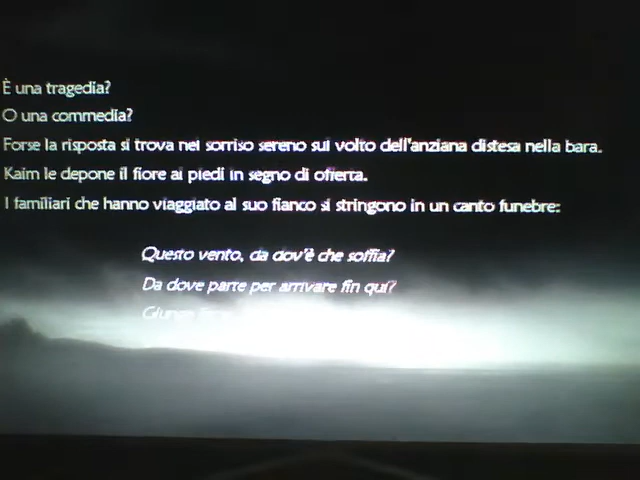 È una tragedia?
O una commedia?
Forse la risposta si trova nel sorriso sereno sul volto dell'anziana distesa nella bara.
Kaim le depone il fiore ai piedi in segno di offerta.
I familiari che hanno viaggiato al suo fianco si stringono in un canto funebre:
Questo vento, da dov'è che soffia?
Da dove parte per arrivare fin qui?